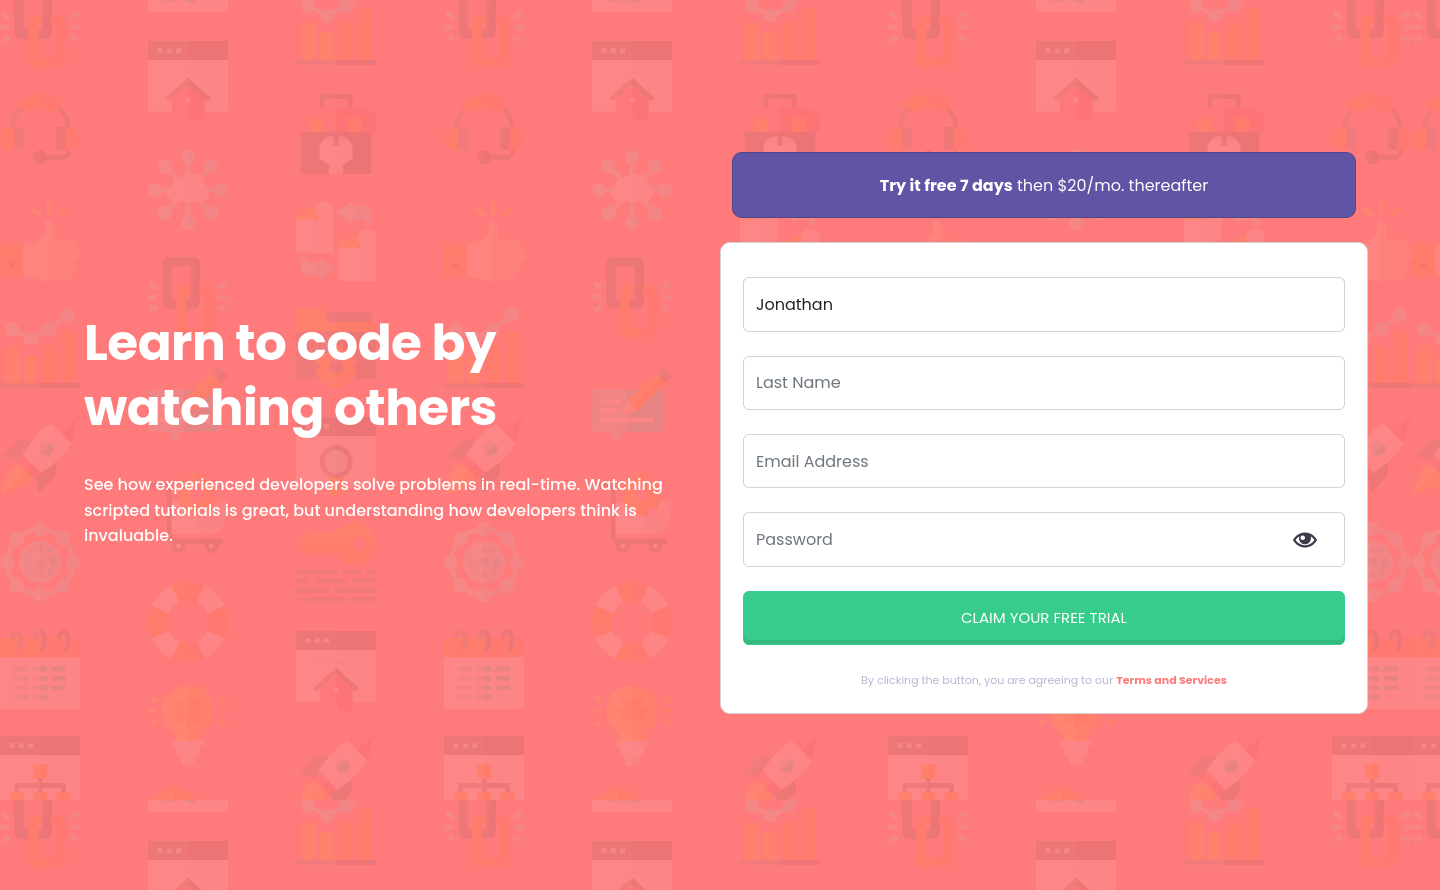 Learn to code by
watching others
See how experienced developers solve problems in real-time. Watching
scripted tutorials is great, but understanding how developers think is
invaluable.
Try it free 7 days then $20/mo. thereafter
Jonathan
Last Name
Email Address
Password
CLAIM YOUR FREE TRIAL
By clicking the button, you are agreeing to our Terms and Services